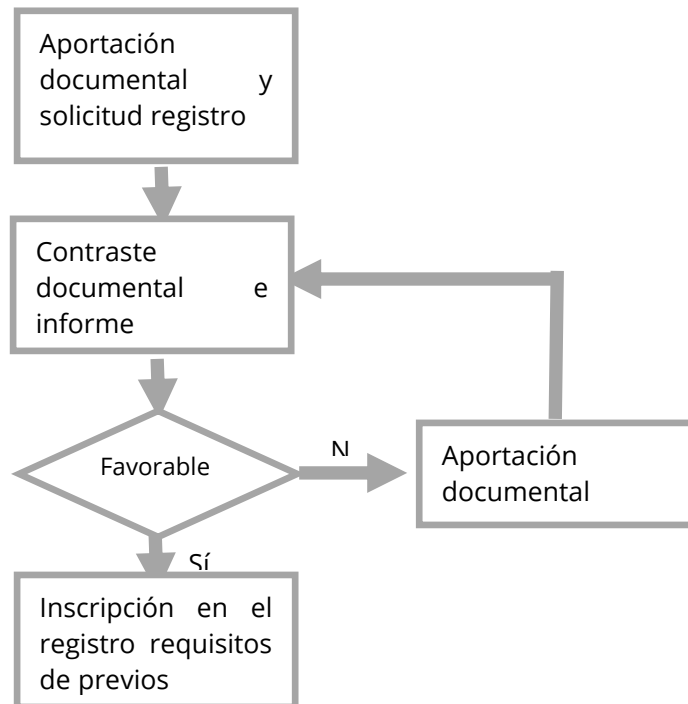 Aportación
documental y
solicitud registro
Contraste
documental e
informe
Favorable
N
Aportación
documental
Sí
Inscripción en el
registro requisitos
de previos